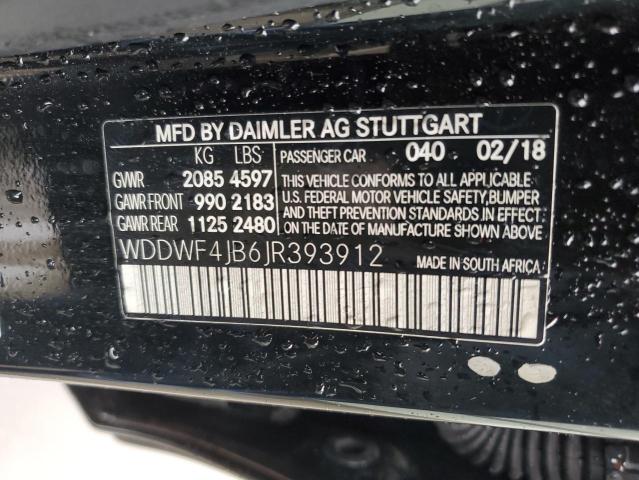 MFD BY DAIMLER AG STUTTGART
KG LBS PASSENGER CAR 040 02/18
GVWR 2085 4597 THIS VEHICLE CONFORMS TO ALL APPLICABLE
GAWR FRONT 990 2183 U.S. FEDERAL MOTOR VEHICLE SAFETY,BUMPER
GAWR REAR 1125 2480 AND THEFT PREVENTION STANDARDS IN EFFECT
ON THE DATE OF MANUFACTURE SHOWN ABOVE.
WDDWF4JB6JR393912 MADE IN SOUTH AFRICA